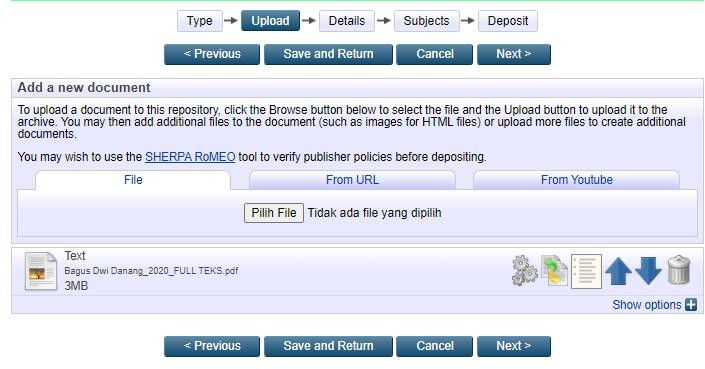 Type Upload Details Subjects Deposit
< Previous Save and Return Cancel Next >
Add a new document
To upload a document to this repository, click the Browse button below to select the file and the Upload button to upload it to the
archive. You may then add additional files to the document (such as images for HTML files) or upload more files to create additional
documents.
You may wish to use the SHERPA RoMEO tool to verify publisher policies before depositing.
File From URL From Youtube
Pilih File Tidak ada file yang dipilih
Text
Bagus Dwi Danang_2020_FULL TEKS.pdf
3MB
Show options
< Previous Save and Return Cancel Next >